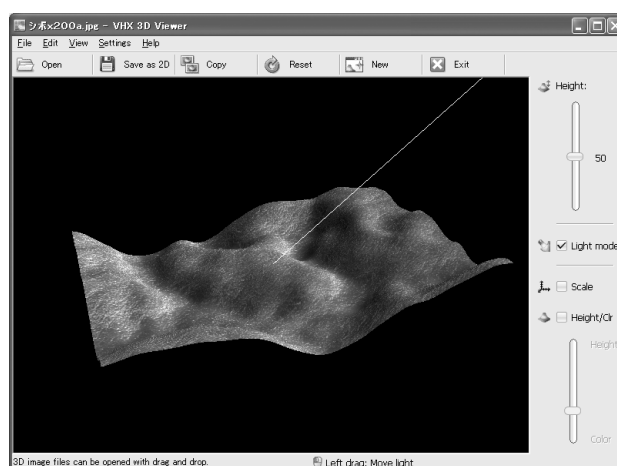 シボx200a.jpg - VHX 3D Viewer
File Edit View Settings Help
Open Save as 2D Copy Reset New Exit
Height:
50
Light mode
Scale
Height/Clr
Height
Color
3D image files can be opened with drag and drop. Left drag: Move light